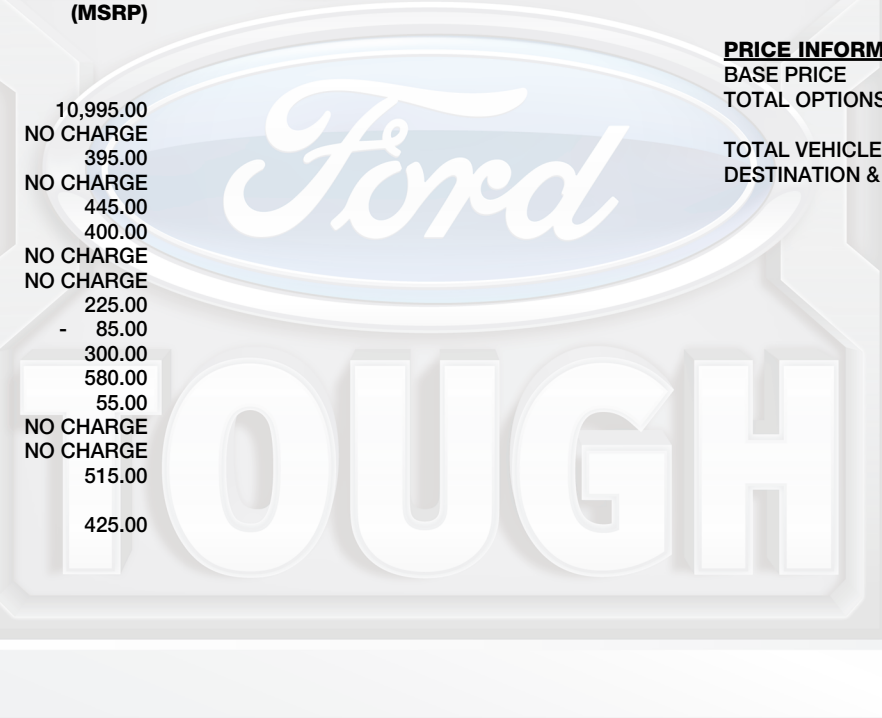 (MSRP)
10,995.00
NO CHARGE
395.00
NO CHARGE
445.00
400.00
NO CHARGE
NO CHARGE
225.00
- 85.00
300.00
580.00
55.00
NO CHARGE
NO CHARGE
515.00
425.00
PRICE INFORM
BASE PRICE
TOTAL OPTIONS
TOTAL VEHICLE
DESTINATION &
Ford
TOUGH